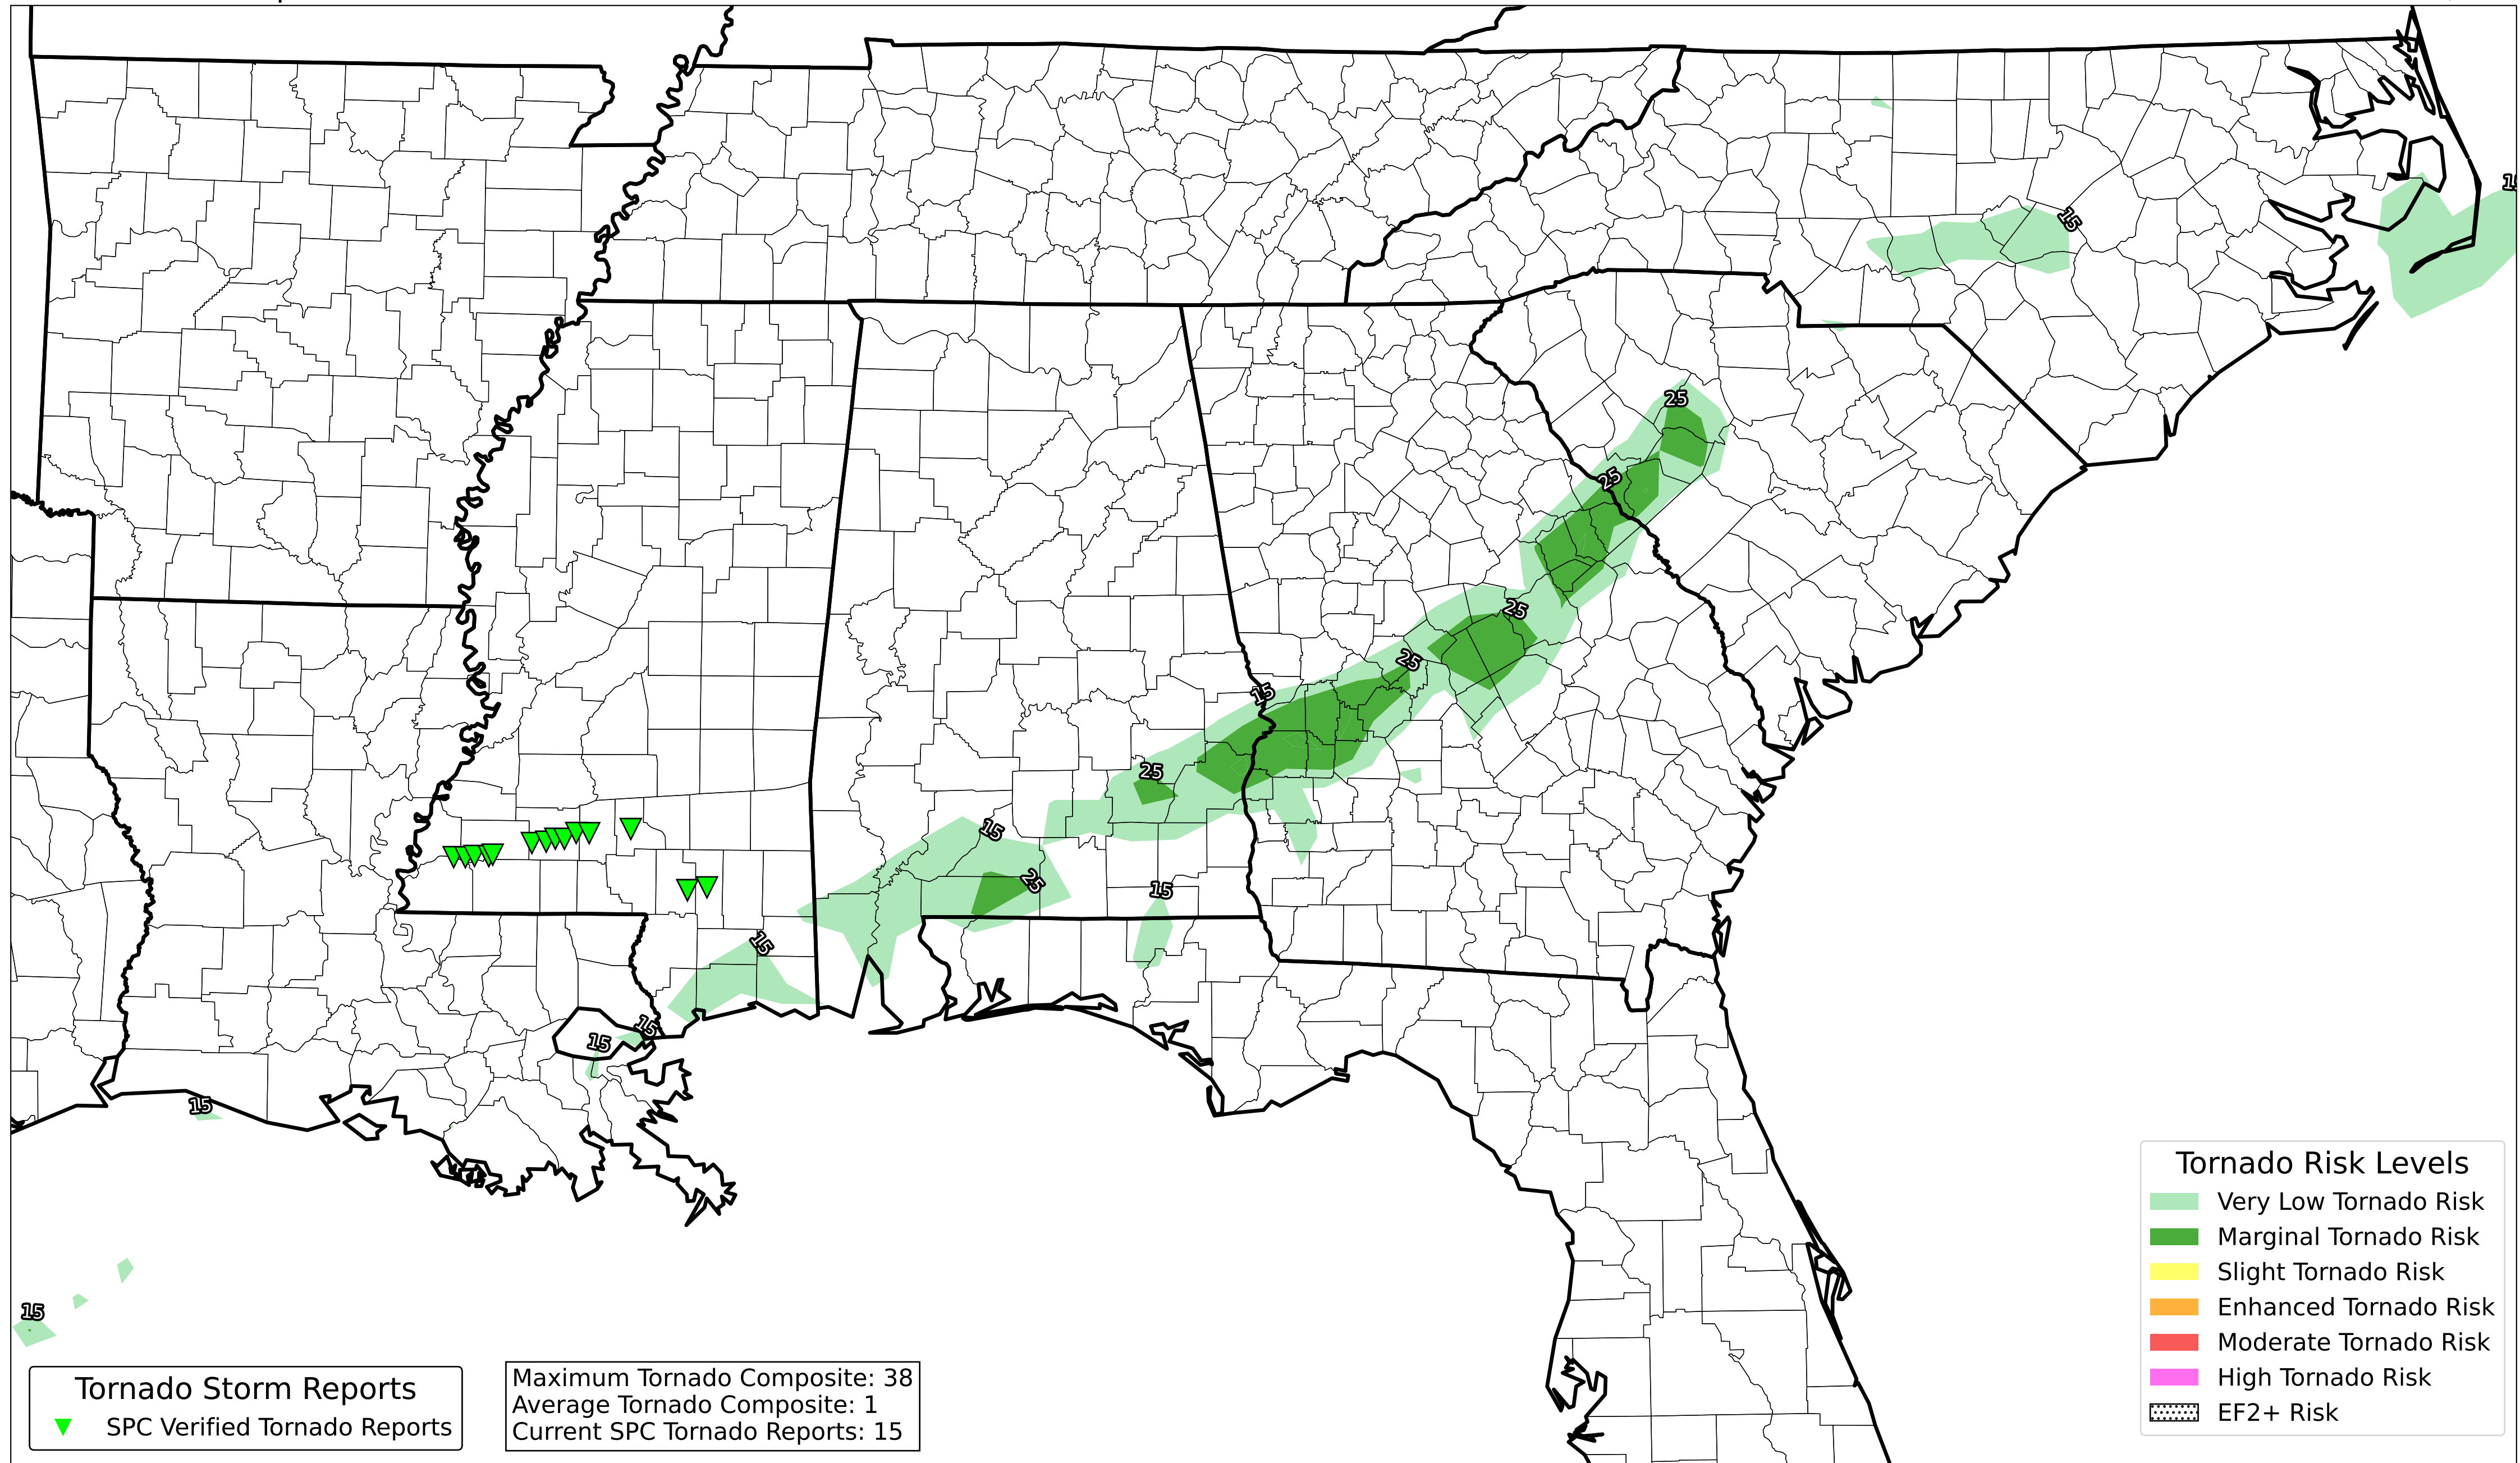 15
15
25
25
25
25
15
25
15
25
15
15
15
15
15
15
Tornado Risk Levels
Very Low Tornado Risk
Marginal Tornado Risk
Slight Tornado Risk
Enhanced Tornado Risk
Moderate Tornado Risk
High Tornado Risk
EF2+ Risk
Tornado Storm Reports
SPC Verified Tornado Reports
Maximum Tornado Composite: 38
Average Tornado Composite: 1
Current SPC Tornado Reports: 15